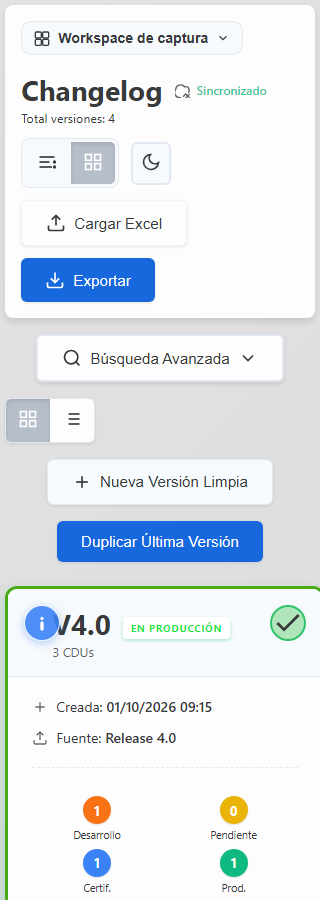 Workspace de captura
Changelog
Sincronizado
Total versiones: 4
Cargar Excel
Exportar
Búsqueda Avanzada
Nueva Versión Limpia
Duplicar Última Versión
V4.0
EN PRODUCCIÓN
3 CDUs
Creada: 01/10/2026 09:15
Fuente: Release 4.0
1
0
Desarrollo
Pendiente
1
1
Certif.
Prod.